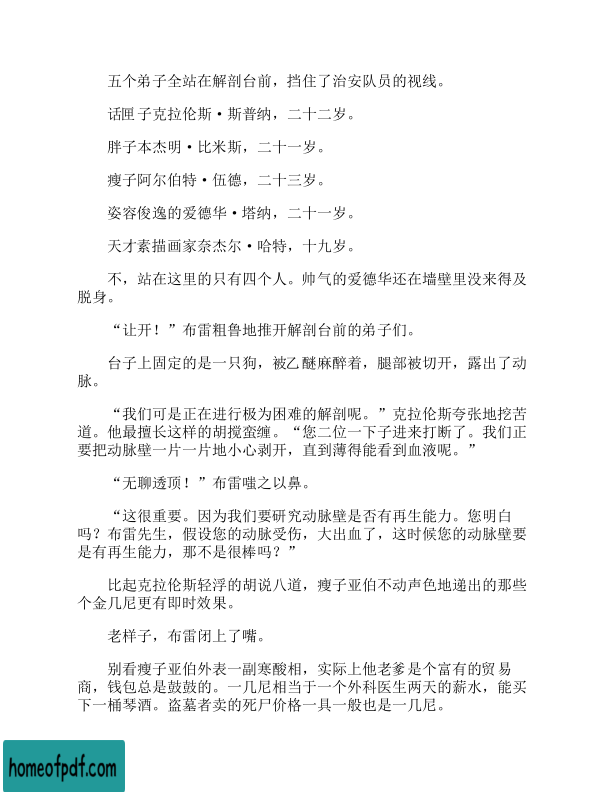 五个弟子全站在解剖台前，挡住了治安队员的视线。
话匣子克拉伦斯·斯普纳，二十二岁。
胖子本杰明·比米斯，二十一岁。
瘦子阿尔伯特·伍德，二十三岁。
姿容俊逸的爱德华·塔纳，二十一岁。
天才素描画家奈杰尔·哈特，十九岁。
不，站在这里的只有四个人。帅气的爱德华还在墙壁里没来得及
脱身。
“让开！”布雷粗鲁地推开解剖台前的弟子们。
台子上固定的是一只狗，被乙醚麻醉着，腿部被切开，露出了动
脉。
“我们可是正在进行极为困难的解剖呢。”克拉伦斯夸张地挖苦
道。他最擅长这样的胡搅蛮缠。“您二位一下子进来打断了。我们正
要把动脉壁一片一片地小心剥开，直到薄得能看到血液呢。”
“无聊透顶！”布雷嗤之以鼻。
“这很重要。因为我们要研究动脉壁是否有再生能力。您明白
吗？布雷先生，假设您的动脉受伤，大出血了，这时候您的动脉壁要
是有再生能力，那不是很棒吗？”
比起克拉伦斯轻浮的胡说八道，瘦子亚伯不动声色地递出的那些
个金几尼更有即时效果。
老样子，布雷闭上了嘴。
别看瘦子亚伯外表一副寒酸相，实际上他老爹是个富有的贸易
商，钱包总是鼓鼓的。一几尼相当于一个外科医生两天的薪水，能买
下一桶琴酒。盗墓者卖的死尸价格一具一般也是一几尼。
homeofpdf.com